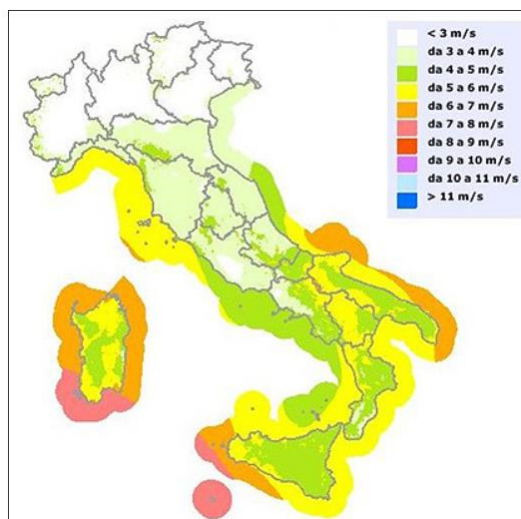 < 3 m/s
da 3 a 4 m/s
da 4 a 5 m/s
da 5 a 6 m/s
da 6 a 7 m/s
da 7 a 8 m/s
da 8 a 9 m/s
da 9 a 10 m/s
da 10 a 11 m/s
> 11 m/s